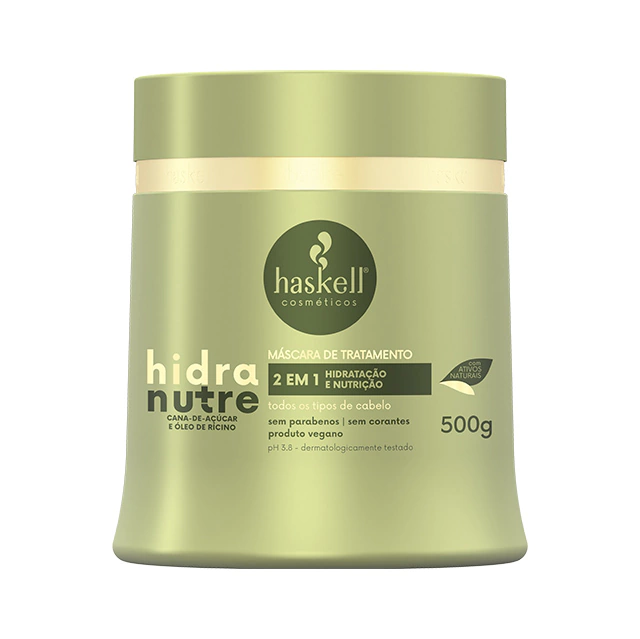 haskell®
cosméticos
hidra
nutre
CANA-DE-AÇÚCAR
E ÓLEO DE RÍCINO
MÁSCARA DE TRATAMENTO
2 EM 1 HIDRATAÇÃO
E NUTRIÇÃO
todos os tipos de cabelo
sem parabenos | sem corantes
produto vegano
pH 3.8 - dermatologicamente testado
com
ATIVOS
NATURAIS
500g